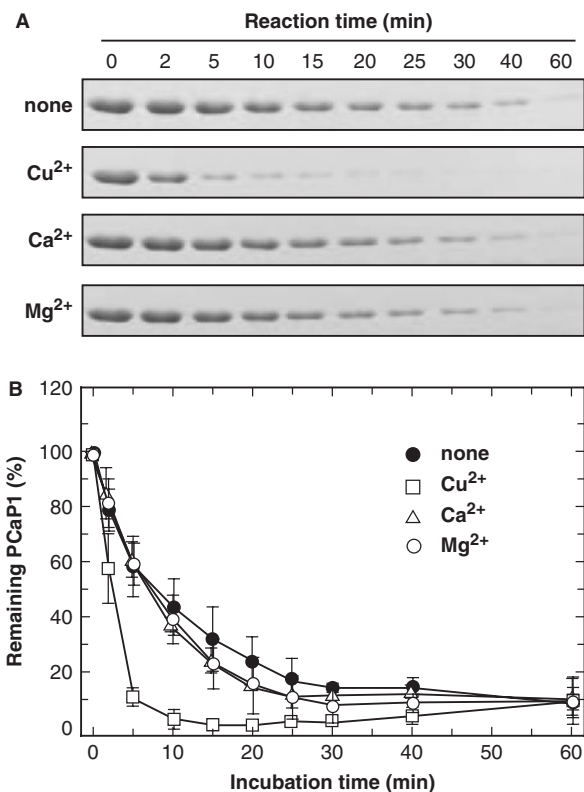 A
Reaction time (min)
0 2 5 10 15 20 25 30 40 60
none
Cu²⁺
Ca²⁺
Mg²⁺
B
120
100
80
60
40
20
0
Remaining PCaP1 (%)
none
Cu²⁺
Ca²⁺
Mg²⁺
0 10 20 30 40 50 60
Incubation time (min)